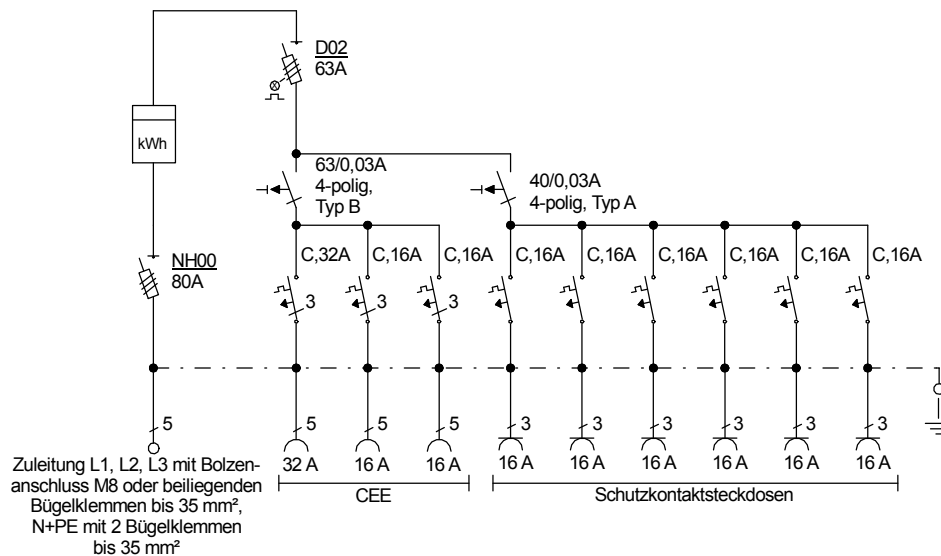 D02
63A
kWh
63/0,03A
4-polig,
Typ B
40/0,03A
4-polig, Typ A
NH00
80A
C,32A
C,16A
C,16A
C,16A
C,16A
C,16A
C,16A
C,16A
C,16A
3
3
3
5
5
5
5
3
3
3
3
3
3
32 A
16 A
16 A
16 A
16 A
16 A
16 A
16 A
16 A
CEE
Schutzkontaktsteckdosen
Zuleitung L1, L2, L3 mit Bolzen-
anschluss M8 oder beiliegenden
Bügelklemmen bis 35 mm²,
N+PE mit 2 Bügelklemmen
bis 35 mm²